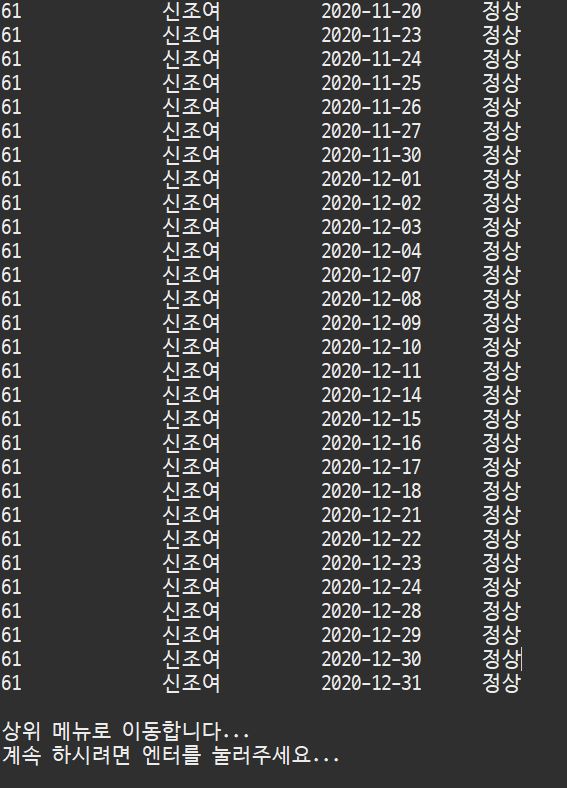 61 신조여 2020-11-20 정상
61 신조여 2020-11-23 정상
61 신조여 2020-11-24 정상
61 신조여 2020-11-25 정상
61 신조여 2020-11-26 정상
61 신조여 2020-11-27 정상
61 신조여 2020-11-30 정상
61 신조여 2020-12-01 정상
61 신조여 2020-12-02 정상
61 신조여 2020-12-03 정상
61 신조여 2020-12-04 정상
61 신조여 2020-12-07 정상
61 신조여 2020-12-08 정상
61 신조여 2020-12-09 정상
61 신조여 2020-12-10 정상
61 신조여 2020-12-11 정상
61 신조여 2020-12-14 정상
61 신조여 2020-12-15 정상
61 신조여 2020-12-16 정상
61 신조여 2020-12-17 정상
61 신조여 2020-12-18 정상
61 신조여 2020-12-21 정상
61 신조여 2020-12-22 정상
61 신조여 2020-12-23 정상
61 신조여 2020-12-24 정상
61 신조여 2020-12-28 정상
61 신조여 2020-12-29 정상
61 신조여 2020-12-30 정상
61 신조여 2020-12-31 정상
상위 메뉴로 이동합니다...
계속 하시려면 엔터를 눌러주세요...